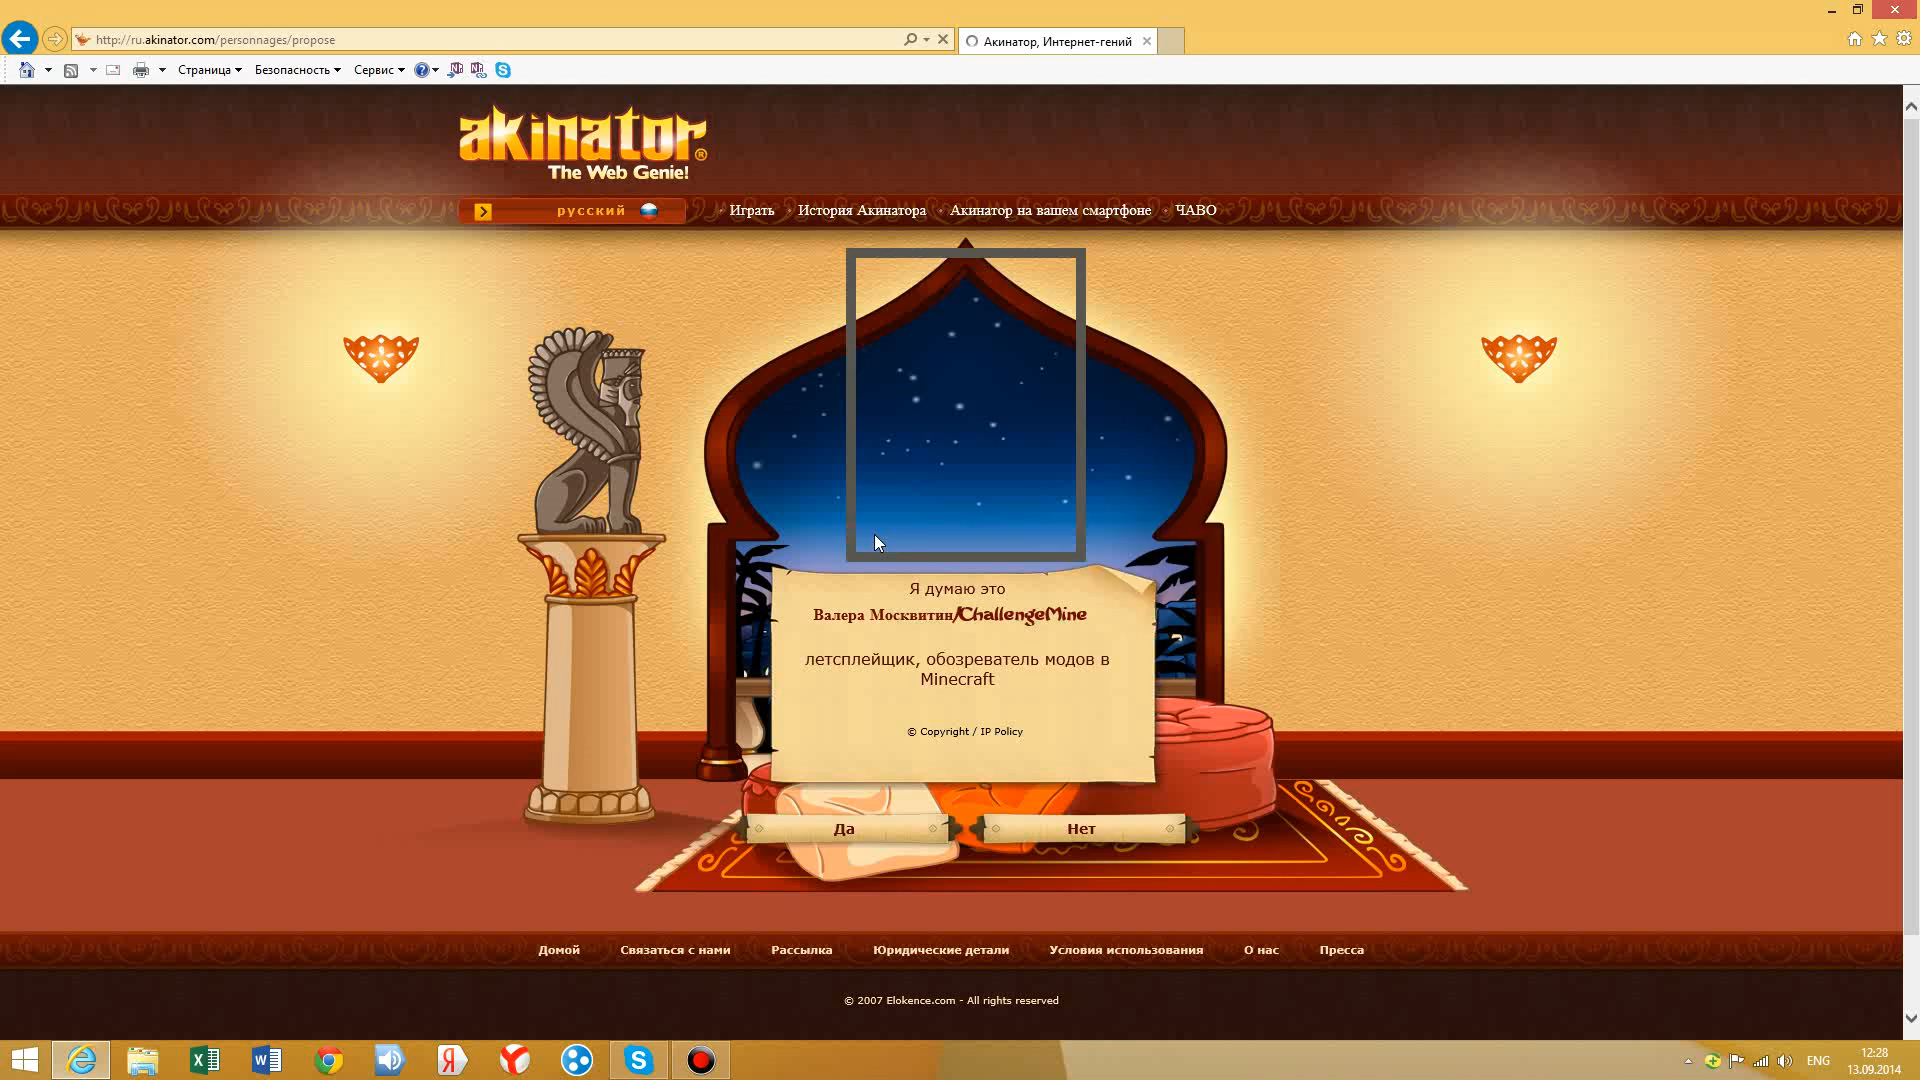 http://ru.akinator.com/personnages/propose
Акинатор, Интернет-гений
Страница
Безопасность
Сервис
akinator®
The Web Genie!
русский
Играть
История Акинатора
Акинатор на вашем смартфоне
ЧАВО
Я думаю это
Валера Москвитин/ChallengeMine
летсплейщик, обозреватель модов в
Minecraft
© Copyright / IP Policy
Да
Нет
Домой
Связаться с нами
Рассылка
Юридические детали
Условия использования
О нас
Пресса
© 2007 Elokence.com - All rights reserved
ENG
12:28
13.09.2014